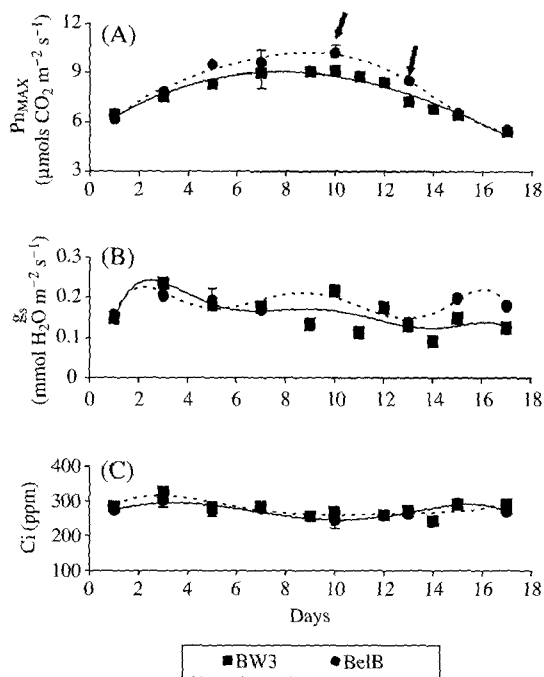 (A)
Pn_MAX
(μmols CO₂ m⁻² s⁻¹)
12
9
6
3
0 2 4 6 8 10 12 14 16 18
(B)
g_s
(mmol H₂O m⁻² s⁻¹)
0.3
0.2
0.1
0
0 2 4 6 8 10 12 14 16 18
(C)
Ci (ppm)
400
300
200
100
0 2 4 6 8 10 12 14 16 18
Days
BW3 BelB